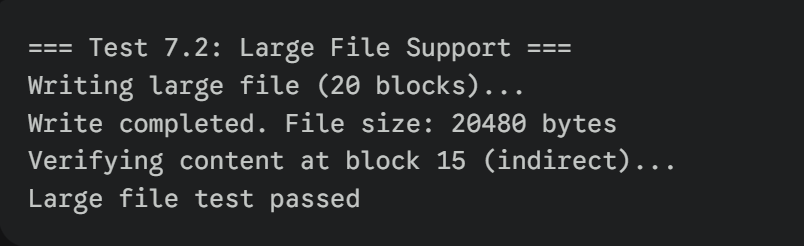 === Test 7.2: Large File Support ===
Writing large file (20 blocks)...
Write completed. File size: 20480 bytes
Verifying content at block 15 (indirect)...
Large file test passed